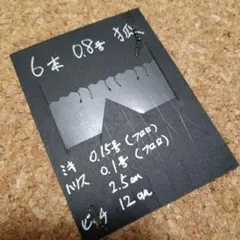 6本 0.8号 狐
ミキ 0.15号(フロロ)
ハリス 0.1号(フロロ)
2.5cm
ピッチ 12cm